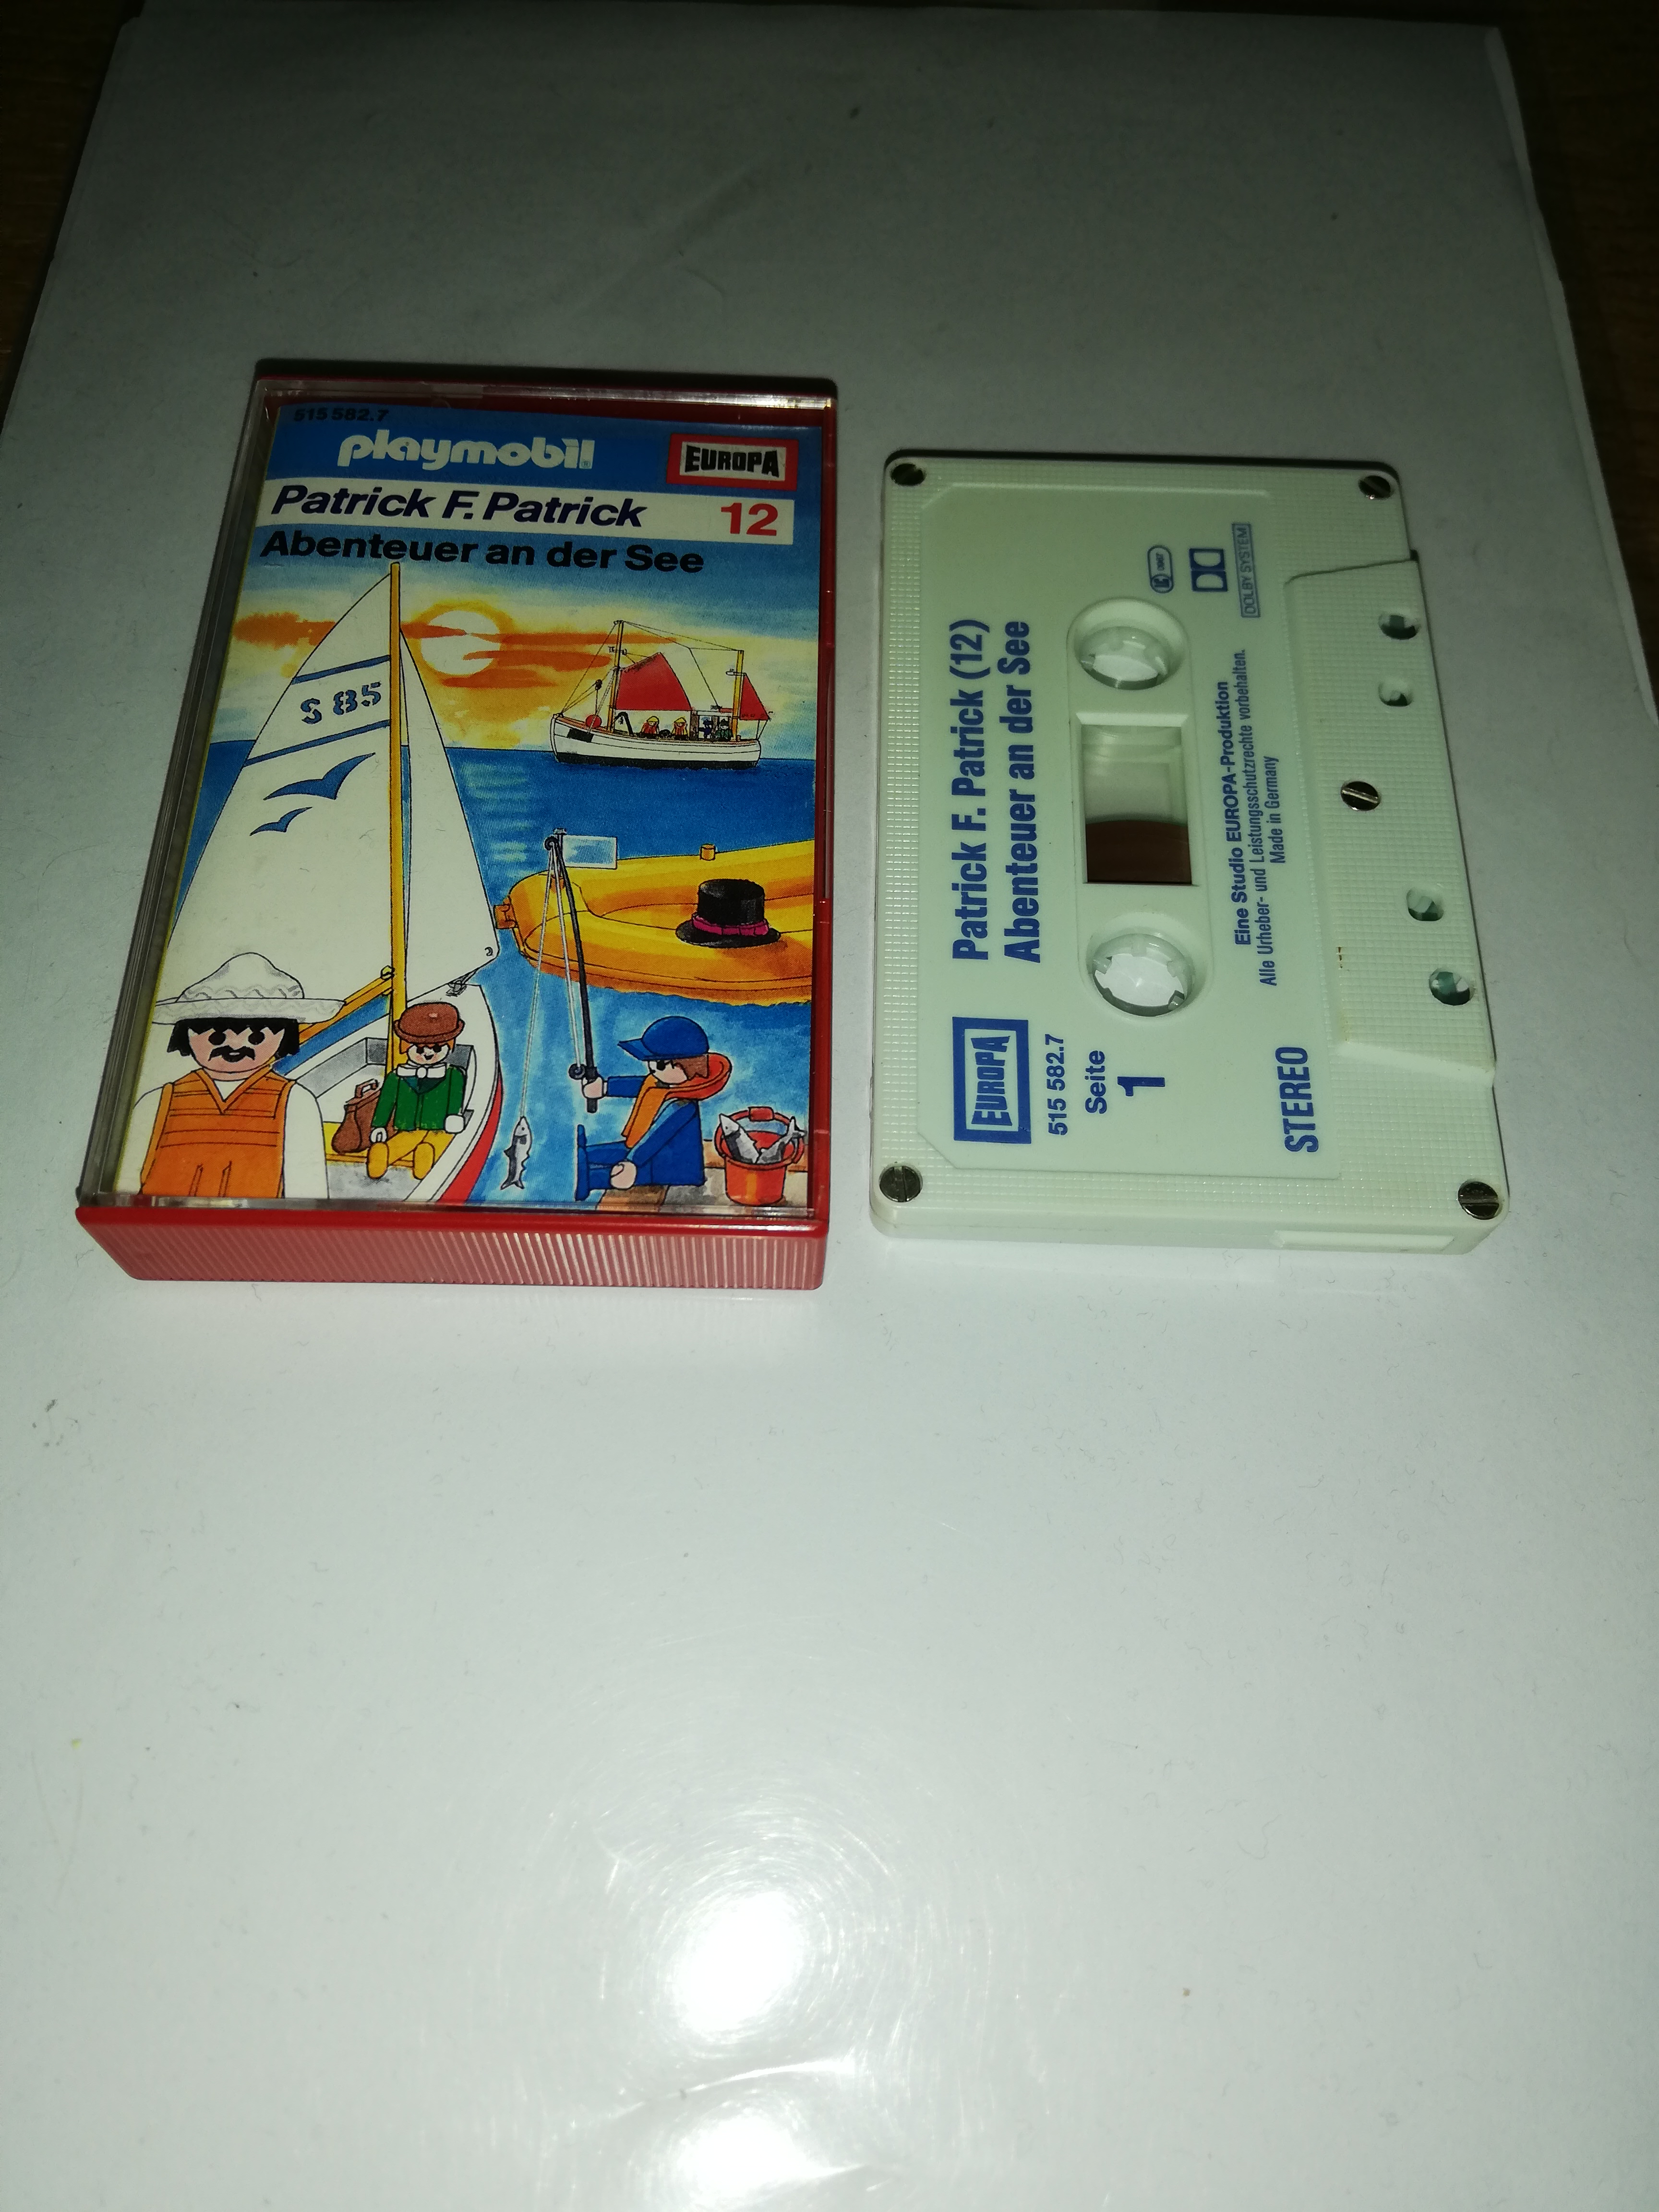 515 582.7
playmobil
EUROPA
Patrick F. Patrick 12
Abenteuer an der See
S 85
Patrick F. Patrick (12)
Abenteuer an der See
EUROPA
515 582.7
Seite
1
DOLBY SYSTEM
Eine Studio EUROPA-Produktion
Alle Urheber- und Leistungsschutzrechte vorbehalten.
Made in Germany
STEREO